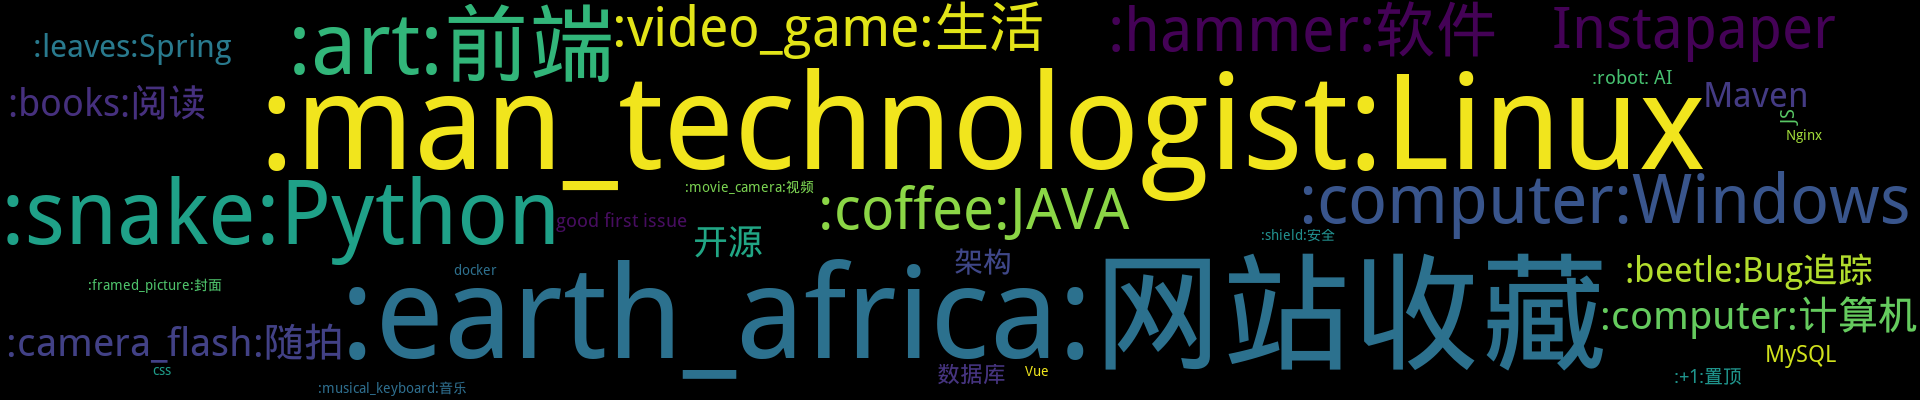 :leaves:Spring
:art:前端
:video_game:生活
:hammer:软件
Instapaper
:books:阅读
:man_technologist:Linux
:robot: AI
Maven
JS
Nginx
:snake:Python
good first issue
:movie_camera:视频
开源
:coffee:JAVA
:computer:Windows
:shield:安全
:framed_picture:封面
docker
架构
:earth_africa:网站收藏
:beetle:Bug追踪
:computer:计算机
:camera_flash:随拍
css
:musical_keyboard:音乐
数据库
Vue
MySQL
:+1:置顶